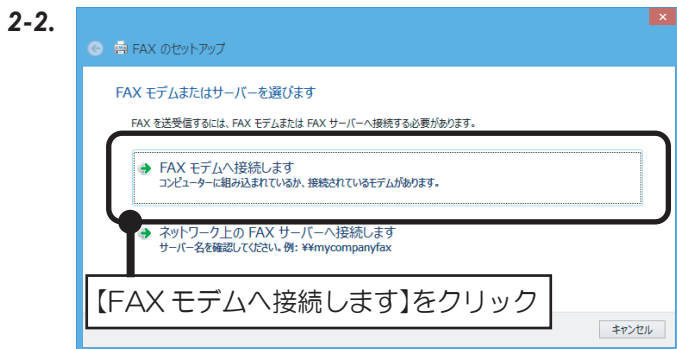 2-2.
FAX のセットアップ
FAX モデムまたはサーバーを選びます
FAX を送受信するには、FAX モデムまたは FAX サーバーへ接続する必要があります。
FAX モデムへ接続します
コンピューターに組み込まれているか、接続されているモデムがあります。
ネットワーク上の FAX サーバーへ接続します
サーバー名を確認してください。例: ¥¥mycompanyfax
【FAX モデムへ接続します】をクリック
キャンセル